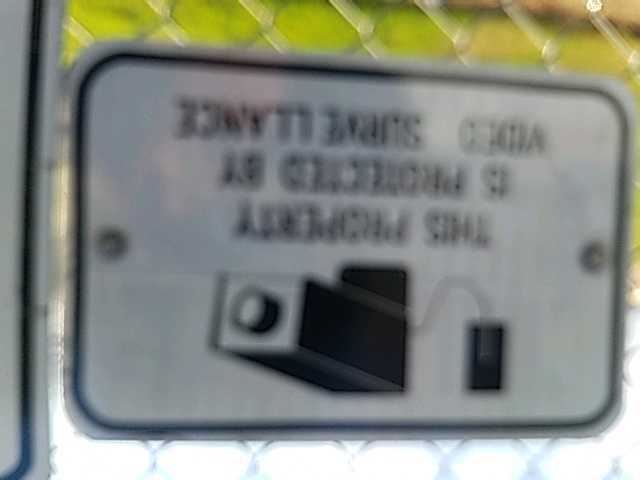 THIS PROPERTY
IS PROTECTED BY
VIDEO SURVEILLANCE